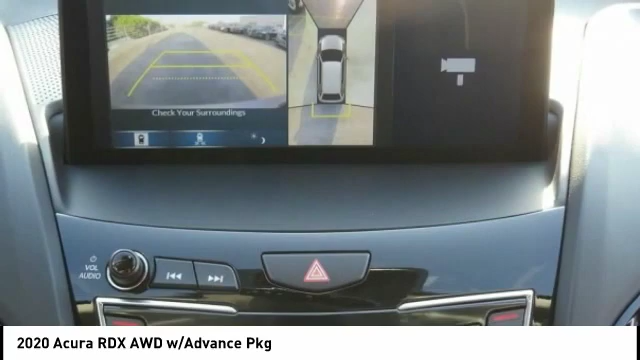 Check Your Surroundings
VOL
AUDIO
2020 Acura RDX AWD w/Advance Pkg